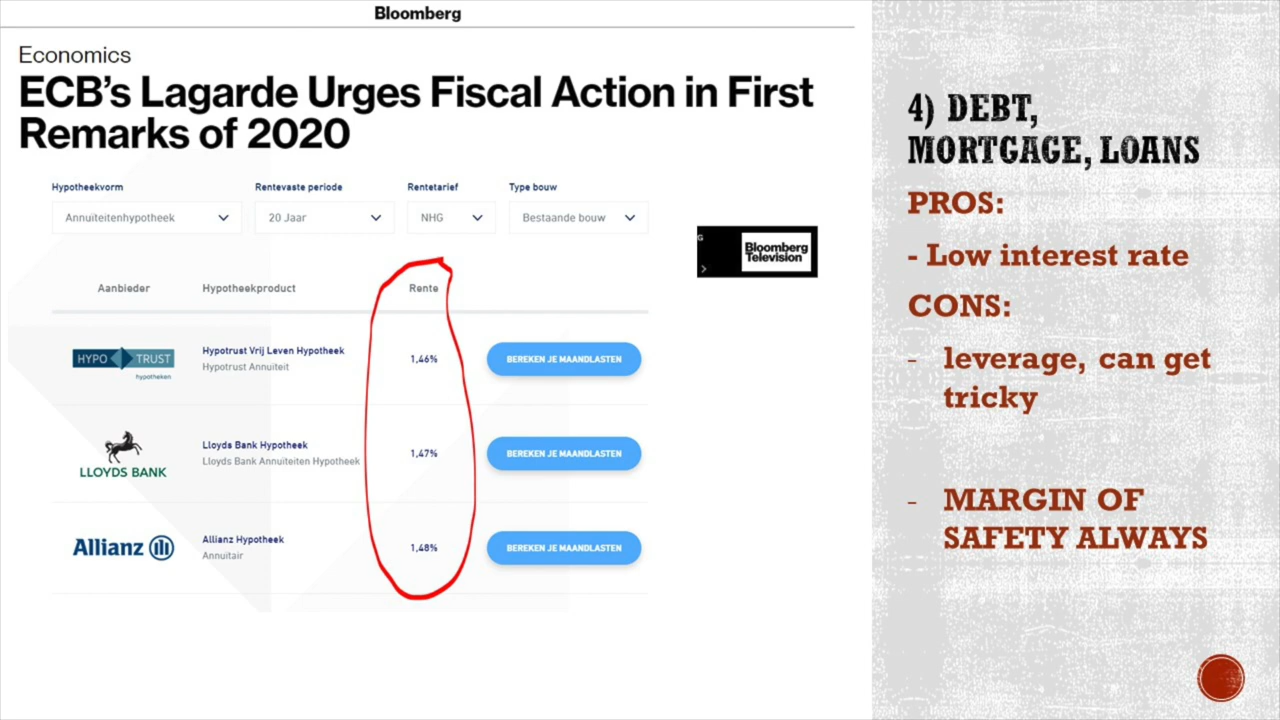 Bloomberg
Economics
ECB's Lagarde Urges Fiscal Action in First
Remarks of 2020
Hypotheekvorm Rentevaste periode Rentetarief Type bouw
Annuïteitenhypotheek 20 Jaar NHG Bestaande bouw
G
Bloomberg
Television
Aanbieder Hypotheekproduct Rente
HYPO TRUST
hypotheken
Hypotrust Vrij Leven Hypotheek
Hypotrust Annuïteit
1,46%
BEREKEN JE MAANDLASTEN
LLOYDS BANK
Lloyds Bank Hypotheek
Lloyds Bank Annuïteiten Hypotheek
1,47%
BEREKEN JE MAANDLASTEN
Allianz
Allianz Hypotheek
Annuïtair
1,48%
BEREKEN JE MAANDLASTEN
4) DEBT,
MORTGAGE, LOANS
PROS:
- Low interest rate
CONS:
- leverage, can get
tricky
- MARGIN OF
SAFETY ALWAYS